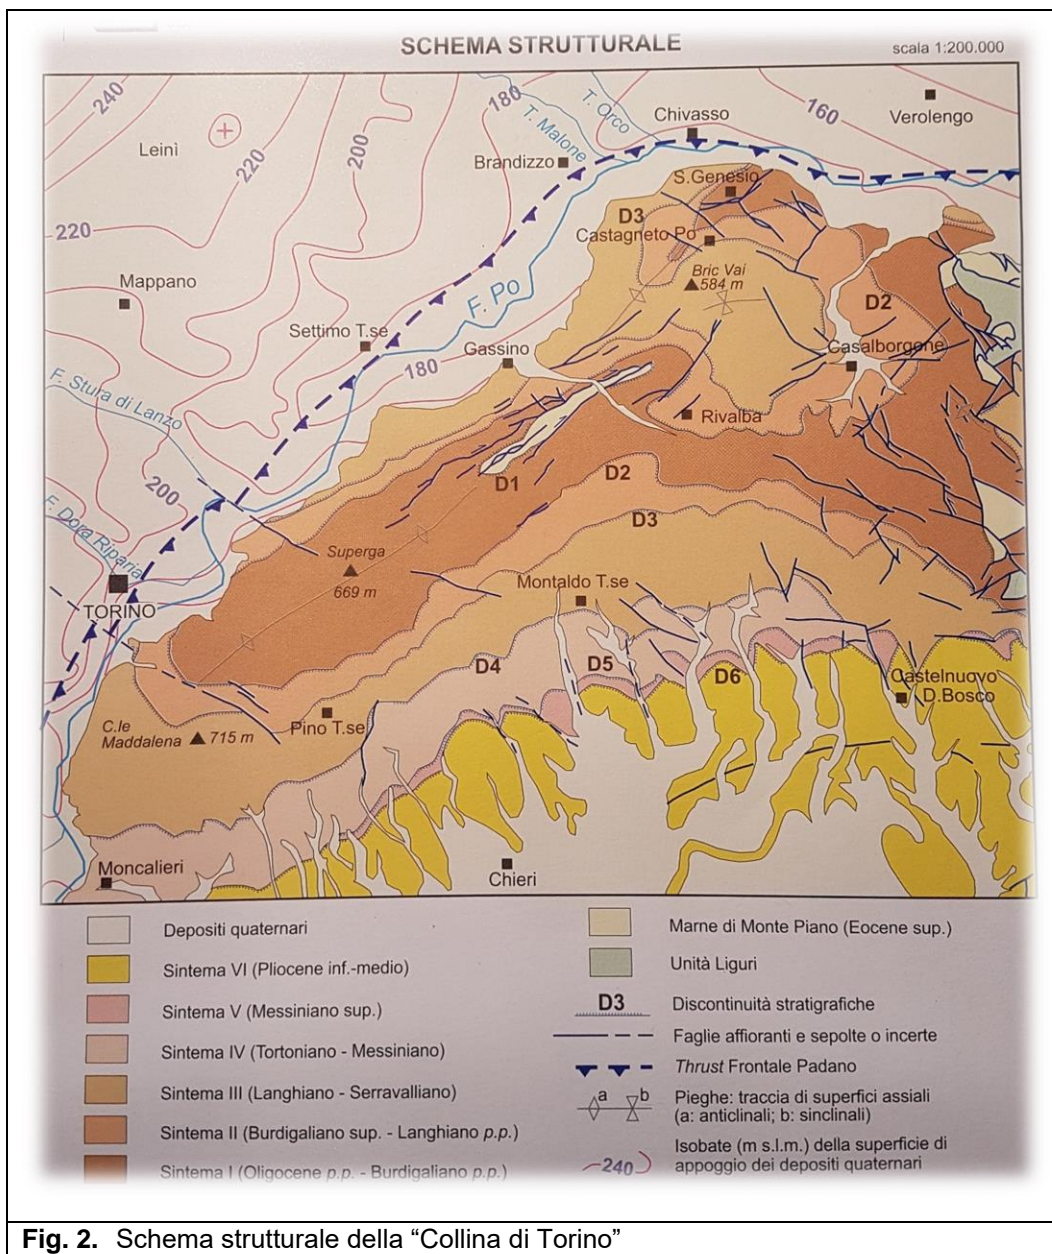 SCHEMA STRUTTURALE
scala 1:200.000
240
180
T. Orco
Chivasso
160
Verolengo
Leinì
T. Malone
220
200
Brandizzo
S.Genesio
D3
Castagneto Po
220
Bric Vai
584 m
Mappano
F. Po
D2
Settimo T.se
Gassino
180
Casalborgone
F. Stura di Lanzo
Rivalba
D1
D2
200
D3
F. Dora Riparia
Superga
669 m
Montaldo T.se
TORINO
D4
D5
D6
Castelnuovo
D.Bosco
C.le
Maddalena
715 m
Pino T.se
Moncalieri
Chieri
Depositi quaternari
Sintema VI (Pliocene inf.-medio)
Sintema V (Messiniano sup.)
Sintema IV (Tortoniano - Messiniano)
Sintema III (Langhiano - Serravalliano)
Sintema II (Burdigaliano sup. - Langhiano p.p.)
Sintema I (Oligocene p.p. - Burdigaliano p.p.)
Marne di Monte Piano (Eocene sup.)
Unità Liguri
D3
Discontinuità stratigrafiche
Faglie affioranti e sepolte o incerte
Thrust Frontale Padano
a b
Pieghe: traccia di superfici assiali
(a: anticlinali; b: sinclinali)
240
Isobate (m s.l.m.) della superficie di
appoggio dei depositi quaternari
Fig. 2. Schema strutturale della “Collina di Torino”